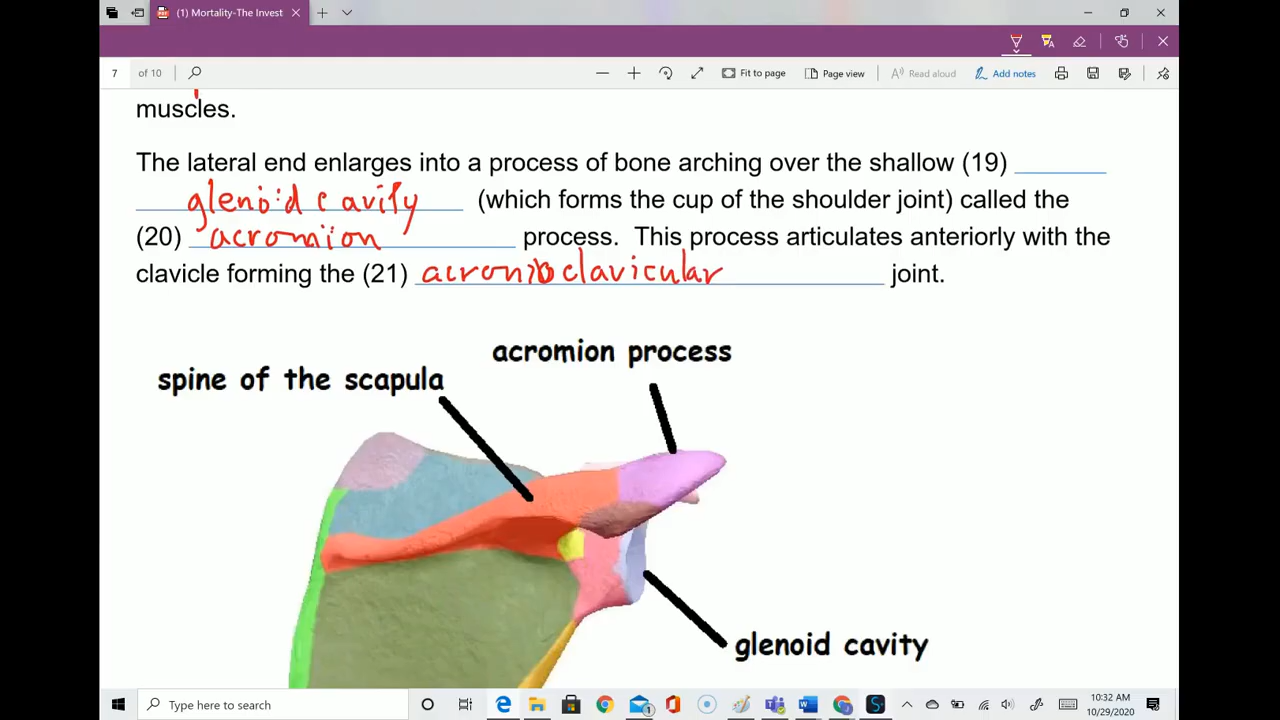 (1) Mortality-The Invest
7 of 10 Fit to page Page view Read aloud Add notes
muscles.
The lateral end enlarges into a process of bone arching over the shallow (19)
glenoid cavity (which forms the cup of the shoulder joint) called the
(20) acromion process. This process articulates anteriorly with the
clavicle forming the (21) acromioclavicular joint.
acromion process
spine of the scapula
glenoid cavity
Type here to search
10:32 AM
10/29/2020